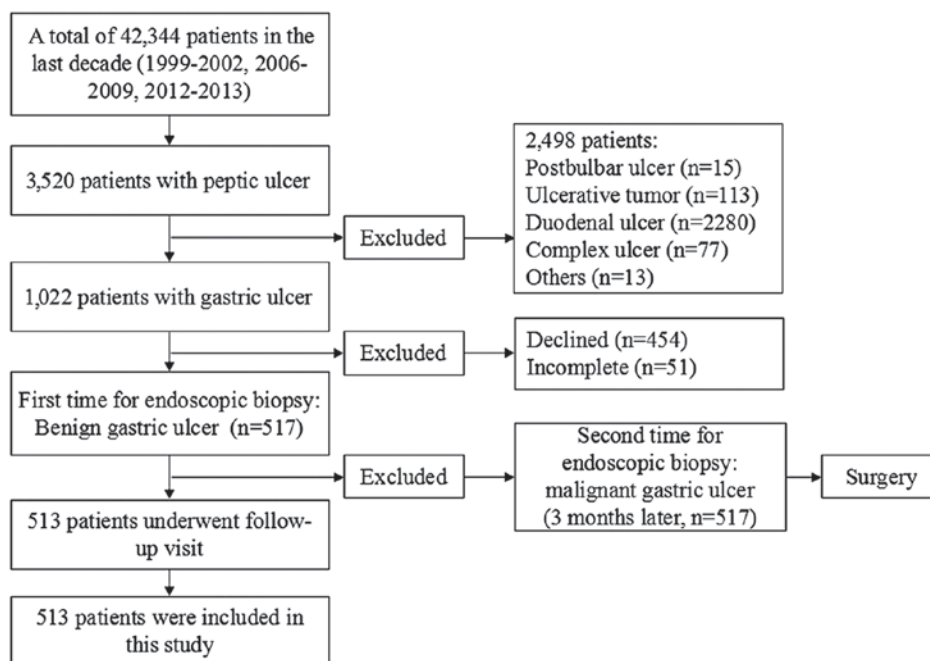 A total of 42,344 patients in the
last decade (1999-2002, 2006-
2009, 2012-2013)
3,520 patients with peptic ulcer
Excluded
2,498 patients:
Postbulbar ulcer (n=15)
Ulcerative tumor (n=113)
Duodenal ulcer (n=2280)
Complex ulcer (n=77)
Others (n=13)
1,022 patients with gastric ulcer
Excluded
Declined (n=454)
Incomplete (n=51)
First time for endoscopic biopsy:
Benign gastric ulcer (n=517)
Excluded
Second time for
endoscopic biopsy:
malignant gastric ulcer
(3 months later, n=517)
Surgery
513 patients underwent follow-
up visit
513 patients were included in
this study